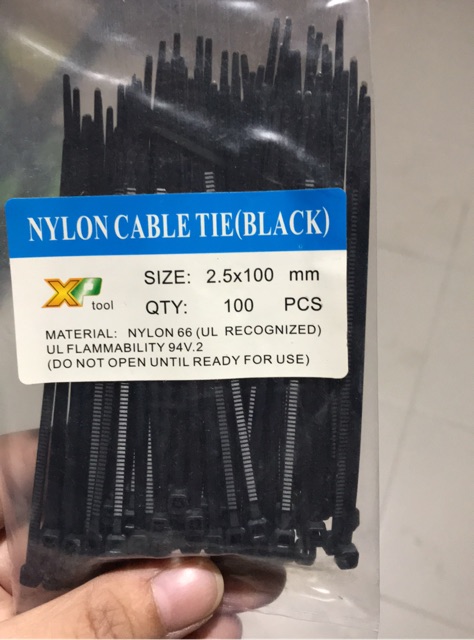 NYLON CABLE TIE(BLACK)
XP tool
SIZE: 2.5x100 mm
QTY: 100 PCS
MATERIAL: NYLON 66 (UL RECOGNIZED)
UL FLAMMABILITY 94V.2
(DO NOT OPEN UNTIL READY FOR USE)